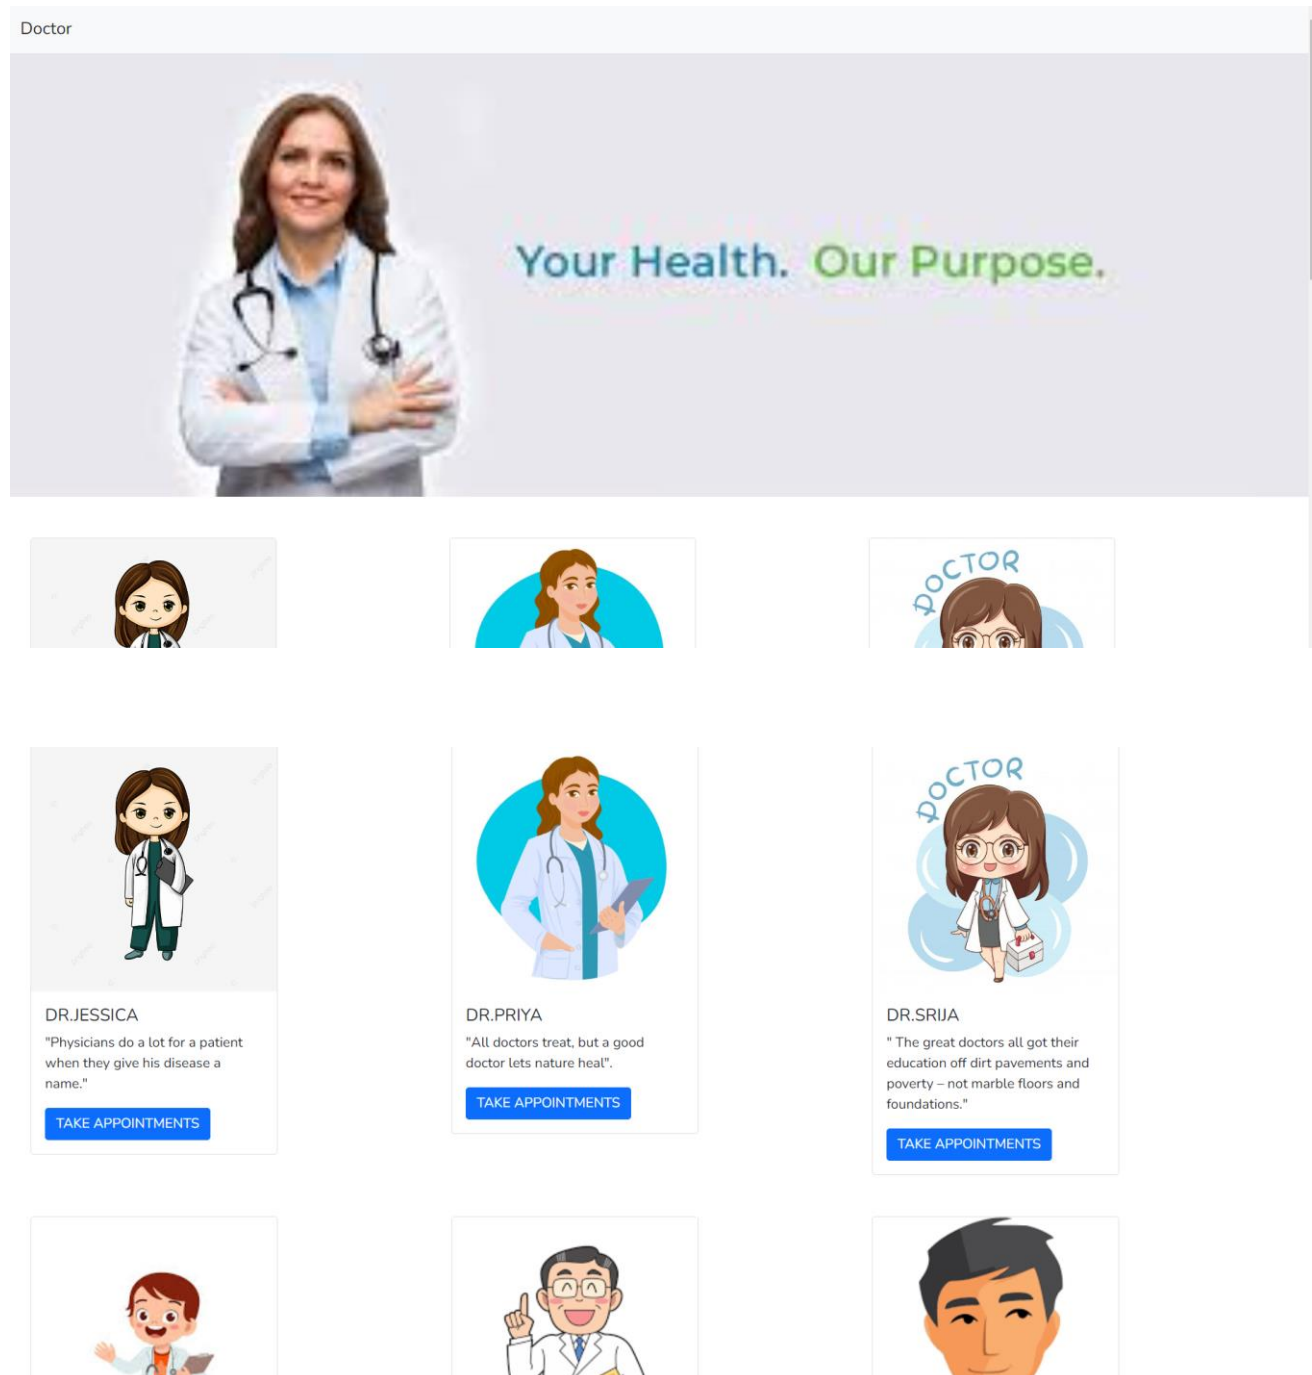 Doctor
Your Health. Our Purpose.
DOCTOR
DOCTOR
DR.JESSICA
"Physicians do a lot for a patient
when they give his disease a
name."
TAKE APPOINTMENTS
DR.PRIYA
"All doctors treat, but a good
doctor lets nature heal".
TAKE APPOINTMENTS
DR.SRIJA
" The great doctors all got their
education off dirt pavements and
poverty – not marble floors and
foundations."
TAKE APPOINTMENTS